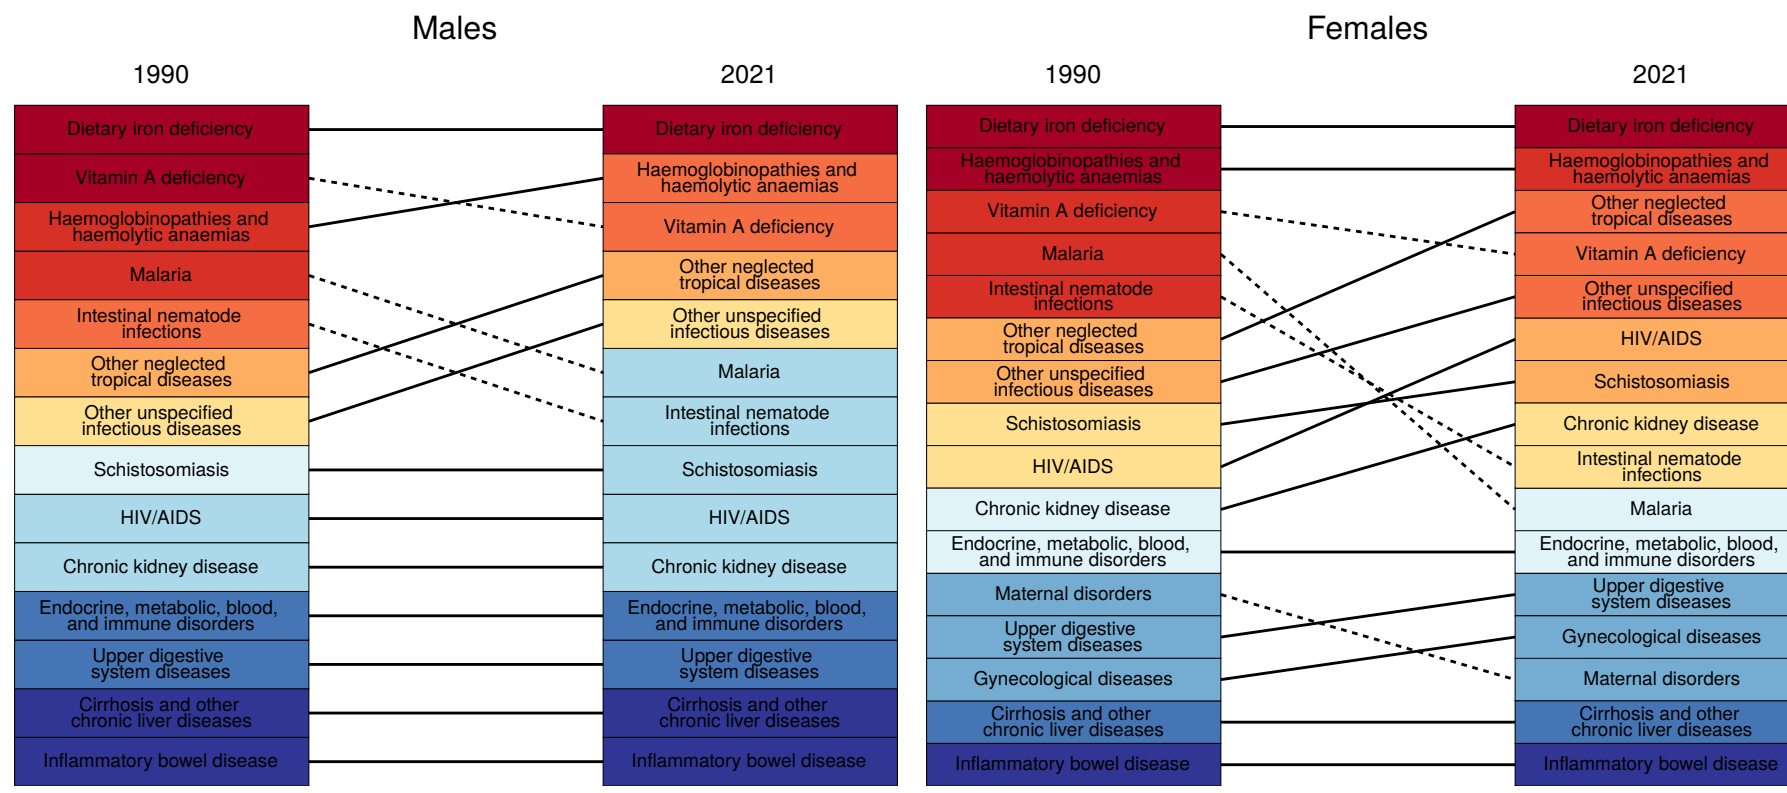 Males
1990
2021
Dietary iron deficiency
Vitamin A deficiency
Haemoglobinopathies and
haemolytic anaemias
Malaria
Intestinal nematode
infections
Other neglected
tropical diseases
Other unspecified
infectious diseases
Schistosomiasis
HIV/AIDS
Chronic kidney disease
Endocrine, metabolic, blood,
and immune disorders
Upper digestive
system diseases
Cirrhosis and other
chronic liver diseases
Inflammatory bowel disease
Dietary iron deficiency
Haemoglobinopathies and
haemolytic anaemias
Vitamin A deficiency
Other neglected
tropical diseases
Other unspecified
infectious diseases
Malaria
Intestinal nematode
infections
Schistosomiasis
HIV/AIDS
Chronic kidney disease
Endocrine, metabolic, blood,
and immune disorders
Upper digestive
system diseases
Cirrhosis and other
chronic liver diseases
Inflammatory bowel disease
Females
1990
2021
Dietary iron deficiency
Haemoglobinopathies and
haemolytic anaemias
Vitamin A deficiency
Malaria
Intestinal nematode
infections
Other neglected
tropical diseases
Other unspecified
infectious diseases
Schistosomiasis
HIV/AIDS
Chronic kidney disease
Endocrine, metabolic, blood,
and immune disorders
Maternal disorders
Upper digestive
system diseases
Gynecological diseases
Cirrhosis and other
chronic liver diseases
Inflammatory bowel disease
Dietary iron deficiency
Haemoglobinopathies and
haemolytic anaemias
Other neglected
tropical diseases
Vitamin A deficiency
Other unspecified
infectious diseases
HIV/AIDS
Schistosomiasis
Chronic kidney disease
Intestinal nematode
infections
Malaria
Endocrine, metabolic, blood,
and immune disorders
Upper digestive
system diseases
Gynecological diseases
Maternal disorders
Cirrhosis and other
chronic liver diseases
Inflammatory bowel disease